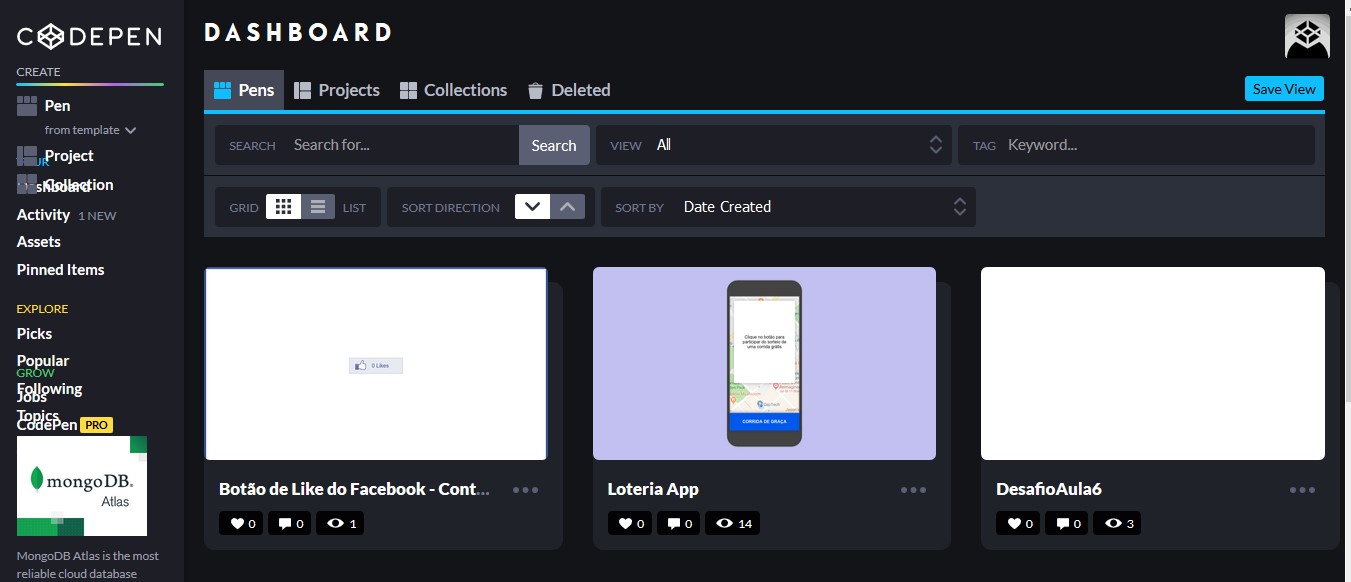 CODEPEN
CREATE
Pen
from template
Project
YOUR
Collection
Dashboard
Activity 1 NEW
Assets
Pinned Items
EXPLORE
Picks
Popular
GROW
Following
Jobs
Topics
CodePen PRO
mongoDB.
Atlas
MongoDB Atlas is the most
reliable cloud database
DASHBOARD
Pens Projects Collections Deleted Save View
SEARCH Search for... Search VIEW All TAG Keyword...
GRID LIST SORT DIRECTION SORT BY Date Created
0 Likes
Botão de Like do Facebook - Cont...
0 0 1
Clique no botão para
participar do sorteio de
uma corrida grátis
CORRIDA DE GRAÇA
Loteria App
0 0 14
DesafioAula6
0 0 3